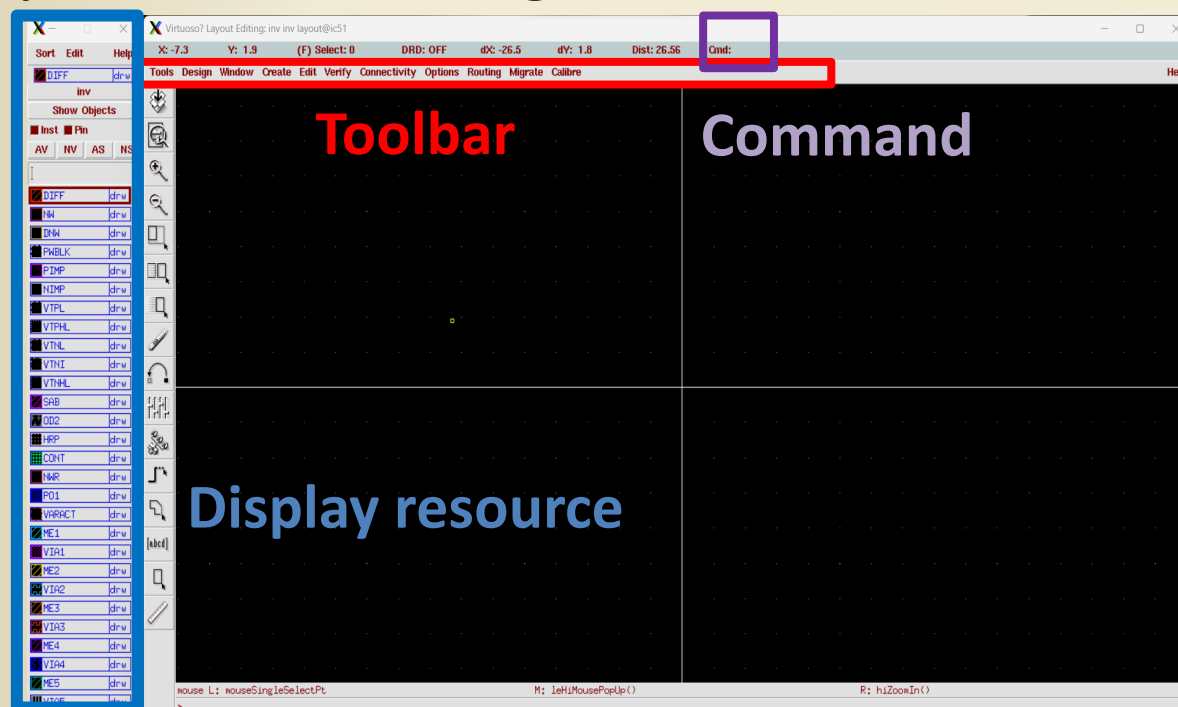 Virtuoso? Layout Editing: inv inv layout@ic51
X: -7.3 Y: 1.9 (F) Select: 0 DRD: OFF dX: -26.5 dY: 1.8 Dist: 26.56 Cmd:
Tools Design Window Create Edit Verify Connectivity Options Routing Migrate Calibre
Sort Edit Help
DIFF drw
inv
Show Objects
Inst Pin
AV NV AS NS
DIFF drw
NW drw
DNW drw
PWBLK drw
PIMP drw
NIMP drw
VTPL drw
VTPHL drw
VTNL drw
VTNI drw
VTNHL drw
SAB drw
OD2 drw
HRP drw
CONT drw
NWR drw
PO1 drw
VARACT drw
ME1 drw
VIA1 drw
ME2 drw
VIA2 drw
ME3 drw
VIA3 drw
ME4 drw
VIA4 drw
ME5 drw
[abcd]
Toolbar
Command
Display resource
mouse L: mouseSingleSelectPt M: leHiMousePopUp() R: hiZoomIn()
>